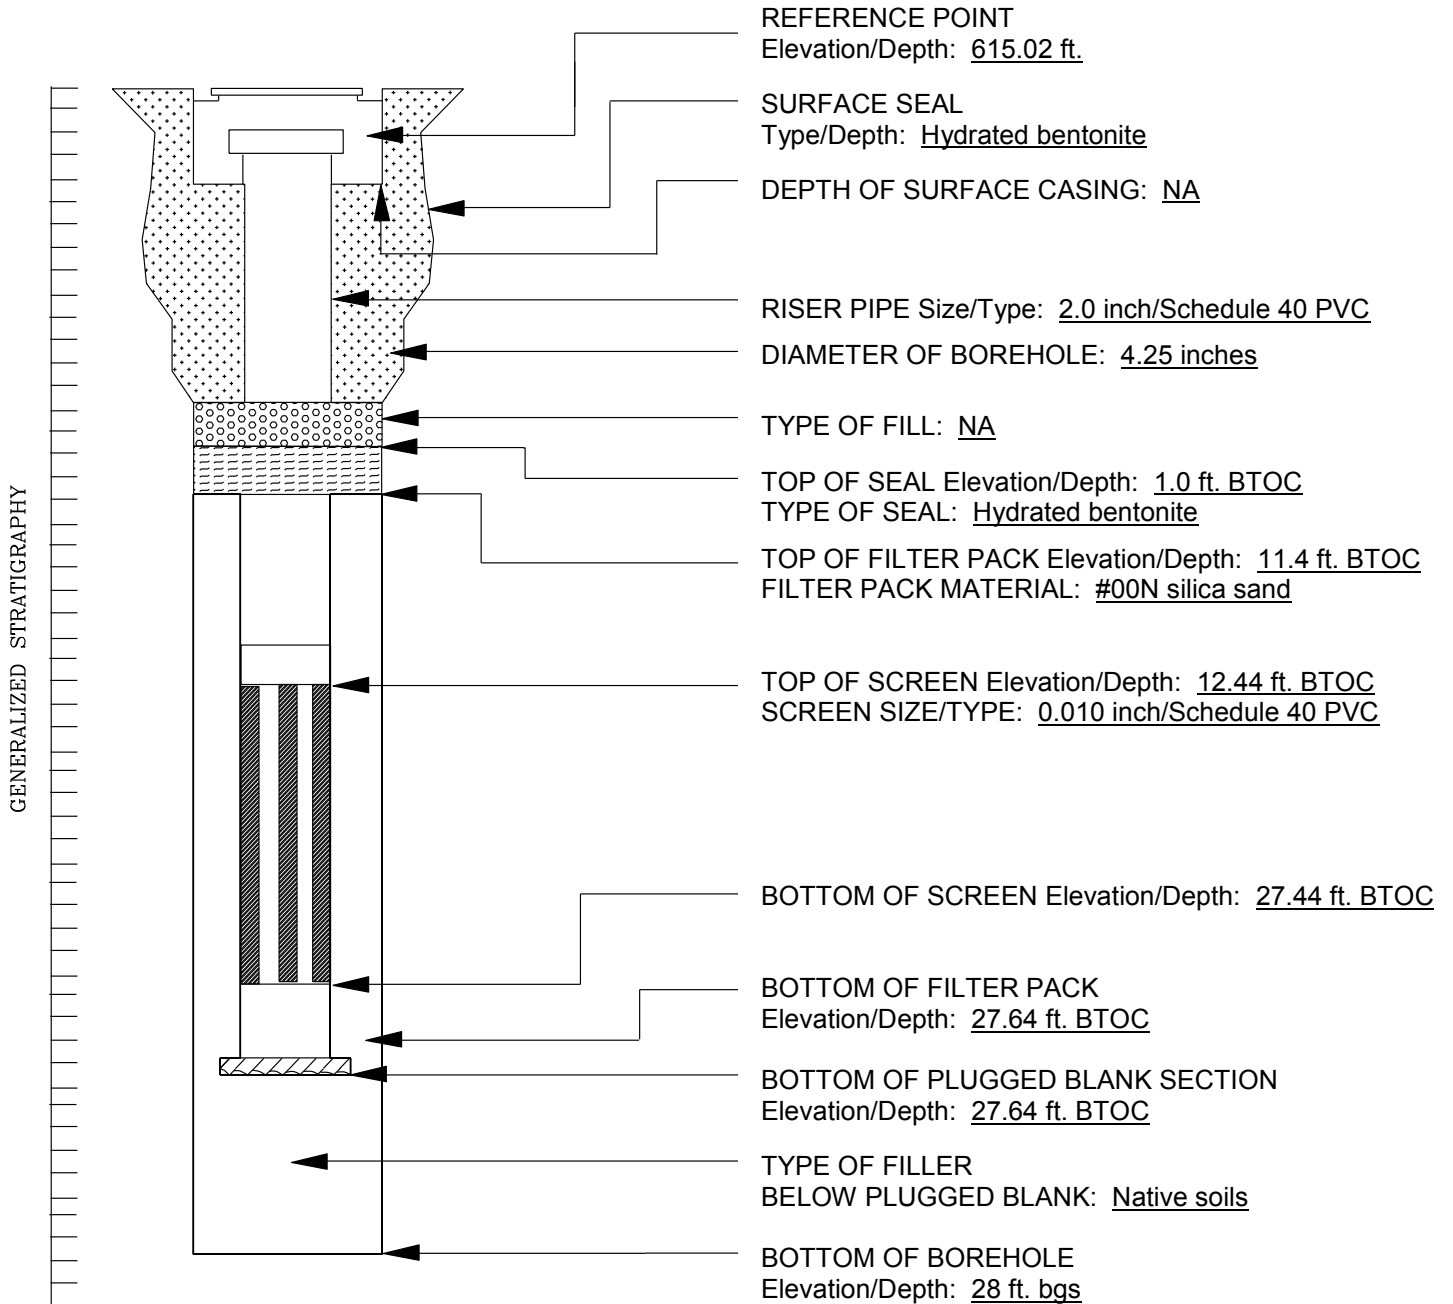 REFERENCE POINT
Elevation/Depth: 615.02 ft.
SURFACE SEAL
Type/Depth: Hydrated bentonite
DEPTH OF SURFACE CASING: NA
RISER PIPE Size/Type: 2.0 inch/Schedule 40 PVC
DIAMETER OF BOREHOLE: 4.25 inches
TYPE OF FILL: NA
TOP OF SEAL Elevation/Depth: 1.0 ft. BTOC
TYPE OF SEAL: Hydrated bentonite
TOP OF FILTER PACK Elevation/Depth: 11.4 ft. BTOC
FILTER PACK MATERIAL: #00N silica sand
TOP OF SCREEN Elevation/Depth: 12.44 ft. BTOC
SCREEN SIZE/TYPE: 0.010 inch/Schedule 40 PVC
BOTTOM OF SCREEN Elevation/Depth: 27.44 ft. BTOC
BOTTOM OF FILTER PACK
Elevation/Depth: 27.64 ft. BTOC
BOTTOM OF PLUGGED BLANK SECTION
Elevation/Depth: 27.64 ft. BTOC
TYPE OF FILLER
BELOW PLUGGED BLANK: Native soils
BOTTOM OF BOREHOLE
Elevation/Depth: 28 ft. bgs
GENERALIZED STRATIGRAPHY